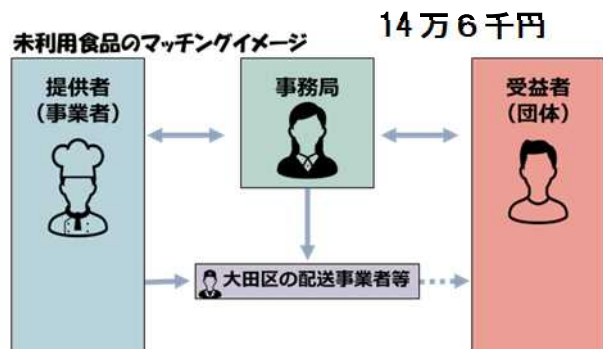 14万6千円
未利用食品のマッチングイメージ
提供者
(事業者)
事務局
受益者
(団体)
大田区の配送事業者等